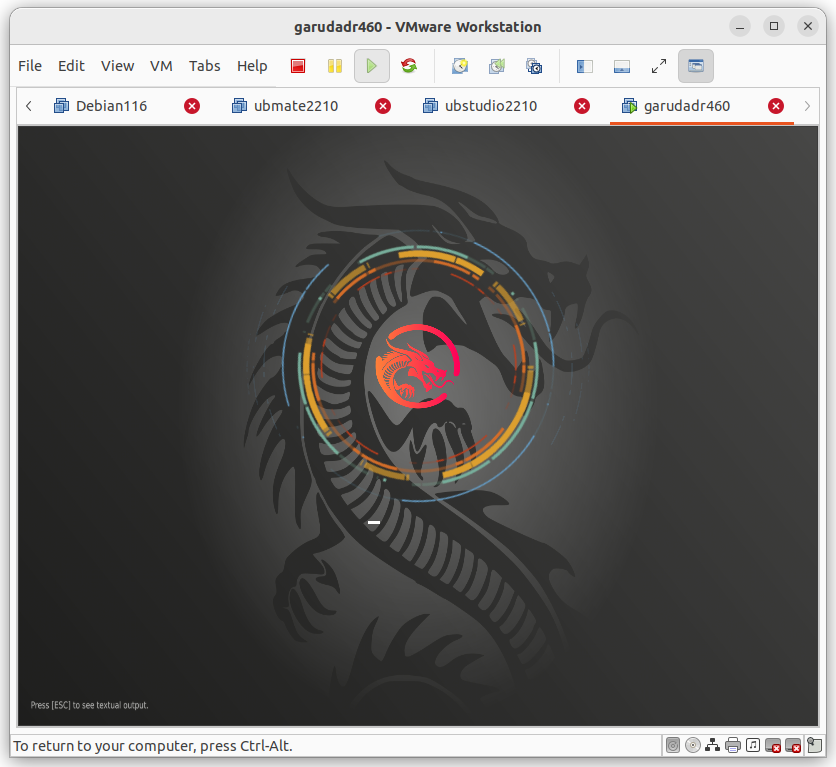 garudadr460 - VMware Workstation
File Edit View VM Tabs Help
Debian116 ubmate2210 ubstudio2210 garudadr460
Press [ESC] to see textual output.
To return to your computer, press Ctrl-Alt.